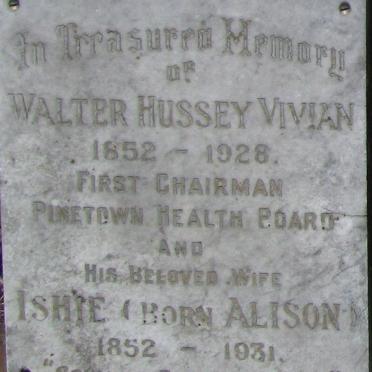 In Treasured Memory
OF
WALTER HUSSEY VIVIAN
1852 - 1928.
FIRST CHAIRMAN
PINETOWN HEALTH BOARD
AND
HIS BELOVED WIFE
ISHIE (BORN ALISON)
1852 - 1931.